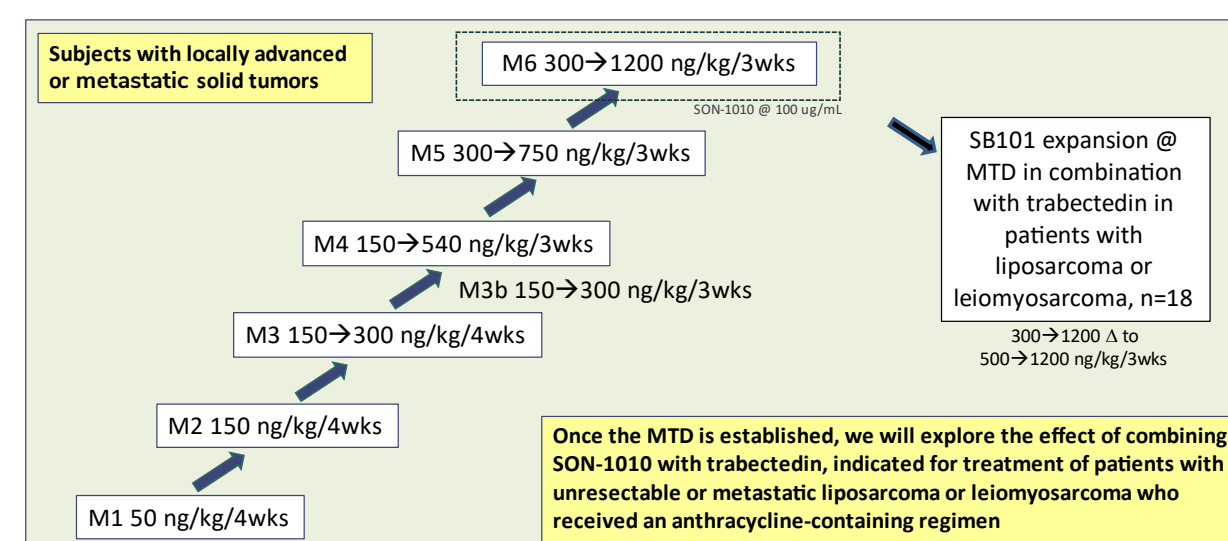 Subjects with locally advanced
or metastatic solid tumors
M6 300→1200 ng/kg/3wks
SON-1010 @ 100 ug/mL
M5 300→750 ng/kg/3wks
M4 150→540 ng/kg/3wks
M3b 150→300 ng/kg/3wks
M3 150→300 ng/kg/4wks
M2 150 ng/kg/4wks
M1 50 ng/kg/4wks
SB101 expansion @
MTD in combination
with trabectedin in
patients with
liposarcoma or
leiomyosarcoma, n=18
300→1200 Δ to
500→1200 ng/kg/3wks
Once the MTD is established, we will explore the effect of combining
SON-1010 with trabectedin, indicated for treatment of patients with
unresectable or metastatic liposarcoma or leiomyosarcoma who
received an anthracycline-containing regimen